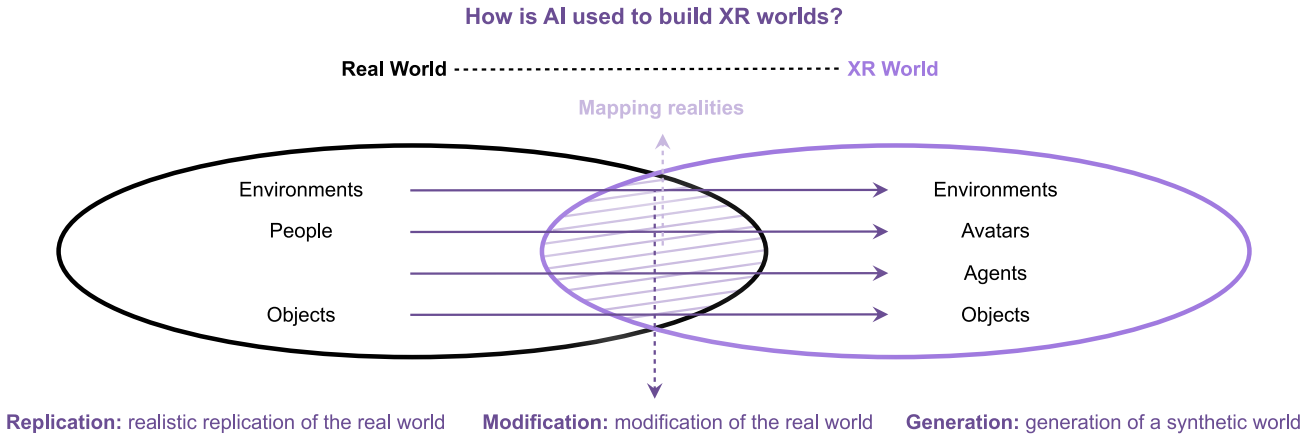 How is AI used to build XR worlds?
Real World XR World
Mapping realities
Environments Environments
People Avatars
Agents
Objects Objects
Replication: realistic replication of the real world Modification: modification of the real world Generation: generation of a synthetic world